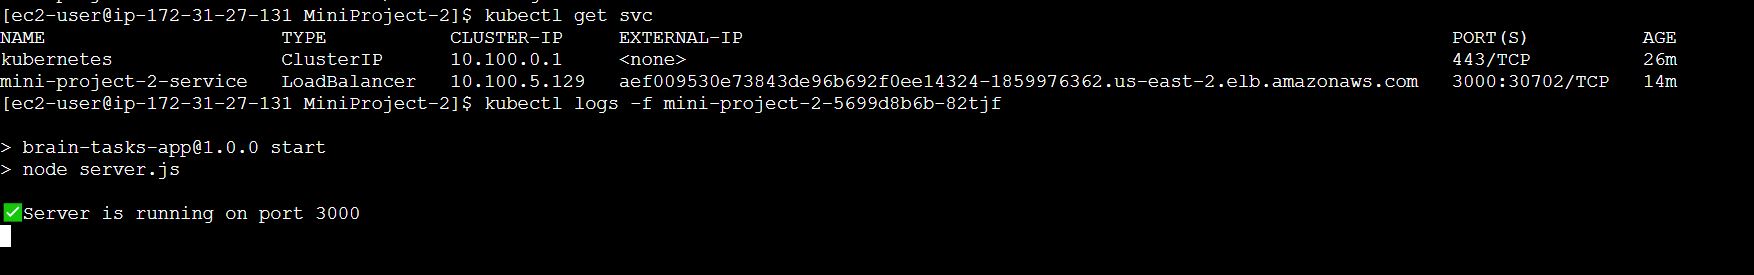 [ec2-user@ip-172-31-27-131 MiniProject-2]$ kubectl get svc
NAME TYPE CLUSTER-IP EXTERNAL-IP PORT(S) AGE
kubernetes ClusterIP 10.100.0.1 <none> 443/TCP 26m
mini-project-2-service LoadBalancer 10.100.5.129 aef009530e73843de96b692f0ee14324-1859976362.us-east-2.elb.amazonaws.com 3000:30702/TCP 14m
[ec2-user@ip-172-31-27-131 MiniProject-2]$ kubectl logs -f mini-project-2-5699d8b6b-82tjf
> brain-tasks-app@1.0.0 start
> node server.js
✅Server is running on port 3000